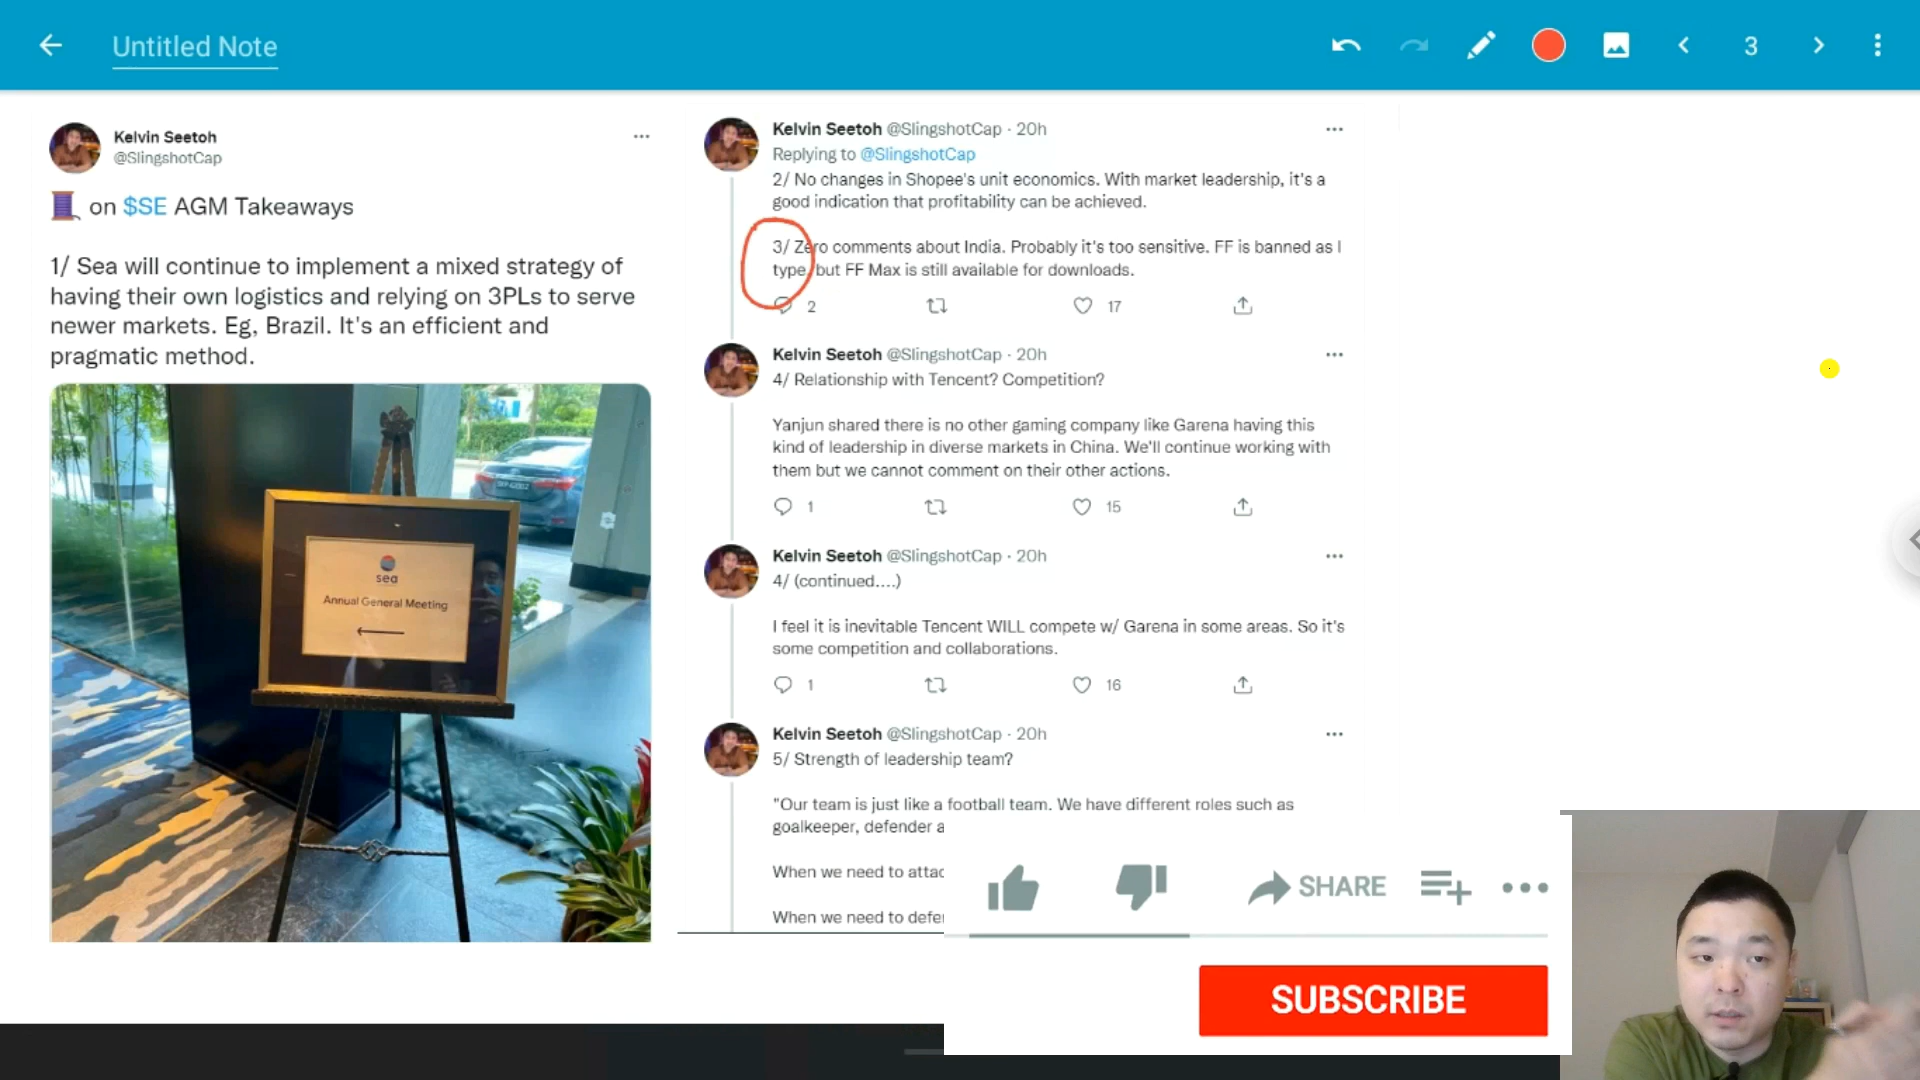 Untitled Note
3
Kelvin Seetoh
@SlingshotCap
on $SE AGM Takeaways
1/ Sea will continue to implement a mixed strategy of
having their own logistics and relying on 3PLs to serve
newer markets. Eg, Brazil. It's an efficient and
pragmatic method.
sea
Annual General Meeting
Kelvin Seetoh @SlingshotCap · 20h
Replying to @SlingshotCap
2/ No changes in Shopee's unit economics. With market leadership, it's a
good indication that profitability can be achieved.
3/ Zero comments about India. Probably it's too sensitive. FF is banned as I
type, but FF Max is still available for downloads.
2 17
Kelvin Seetoh @SlingshotCap · 20h
4/ Relationship with Tencent? Competition?
Yanjun shared there is no other gaming company like Garena having this
kind of leadership in diverse markets in China. We'll continue working with
them but we cannot comment on their other actions.
1 15
Kelvin Seetoh @SlingshotCap · 20h
4/ (continued....)
I feel it is inevitable Tencent WILL compete w/ Garena in some areas. So it's
some competition and collaborations.
1 16
Kelvin Seetoh @SlingshotCap · 20h
5/ Strength of leadership team?
"Our team is just like a football team. We have different roles such as
goalkeeper, defender a
When we need to attac
When we need to defe
SHARE
SUBSCRIBE